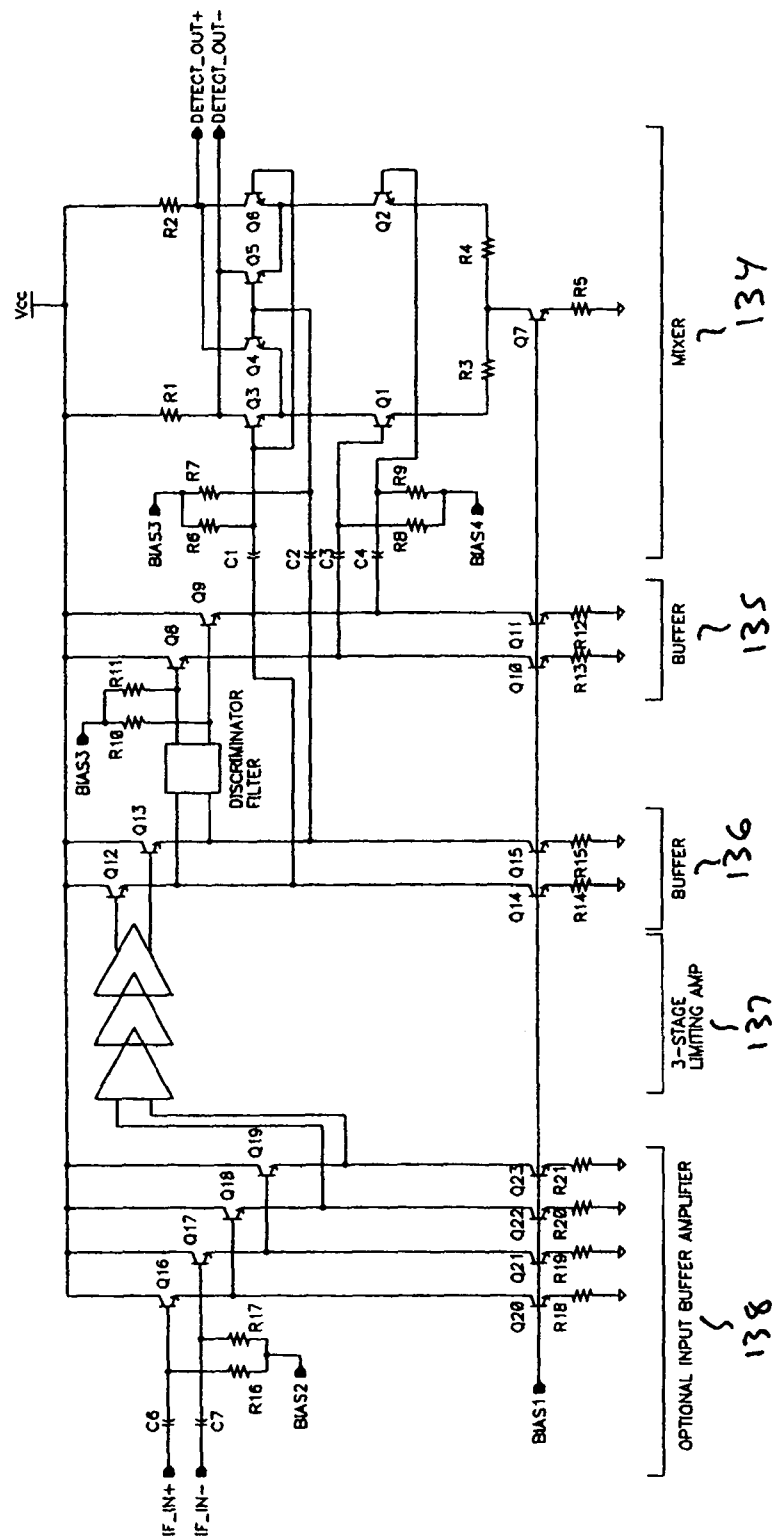 Vcc
DETECT_OUT+
DETECT_OUT-
R1
R2
Q3
Q4
Q5
Q6
Q1
Q2
R3
R4
Q7
R5
BIAS3
R6
R7
C1
C2
C3
C4
R8
R9
BIAS4
BIAS3
R10
R11
Q8
Q9
DISCRIMINATOR
FILTER
Q10
Q11
R13
R12
Q12
Q13
Q14
Q15
R14
R15
IF_IN+
IF_IN-
C6
C7
R16
R17
BIAS2
Q16
Q17
Q18
Q19
Q20
Q21
Q22
Q23
R18
R19
R20
R21
BIAS1
OPTIONAL INPUT BUFFER AMPLIFIER
138
3-STAGE
LIMITING AMP
137
BUFFER
136
BUFFER
135
MIXER
134